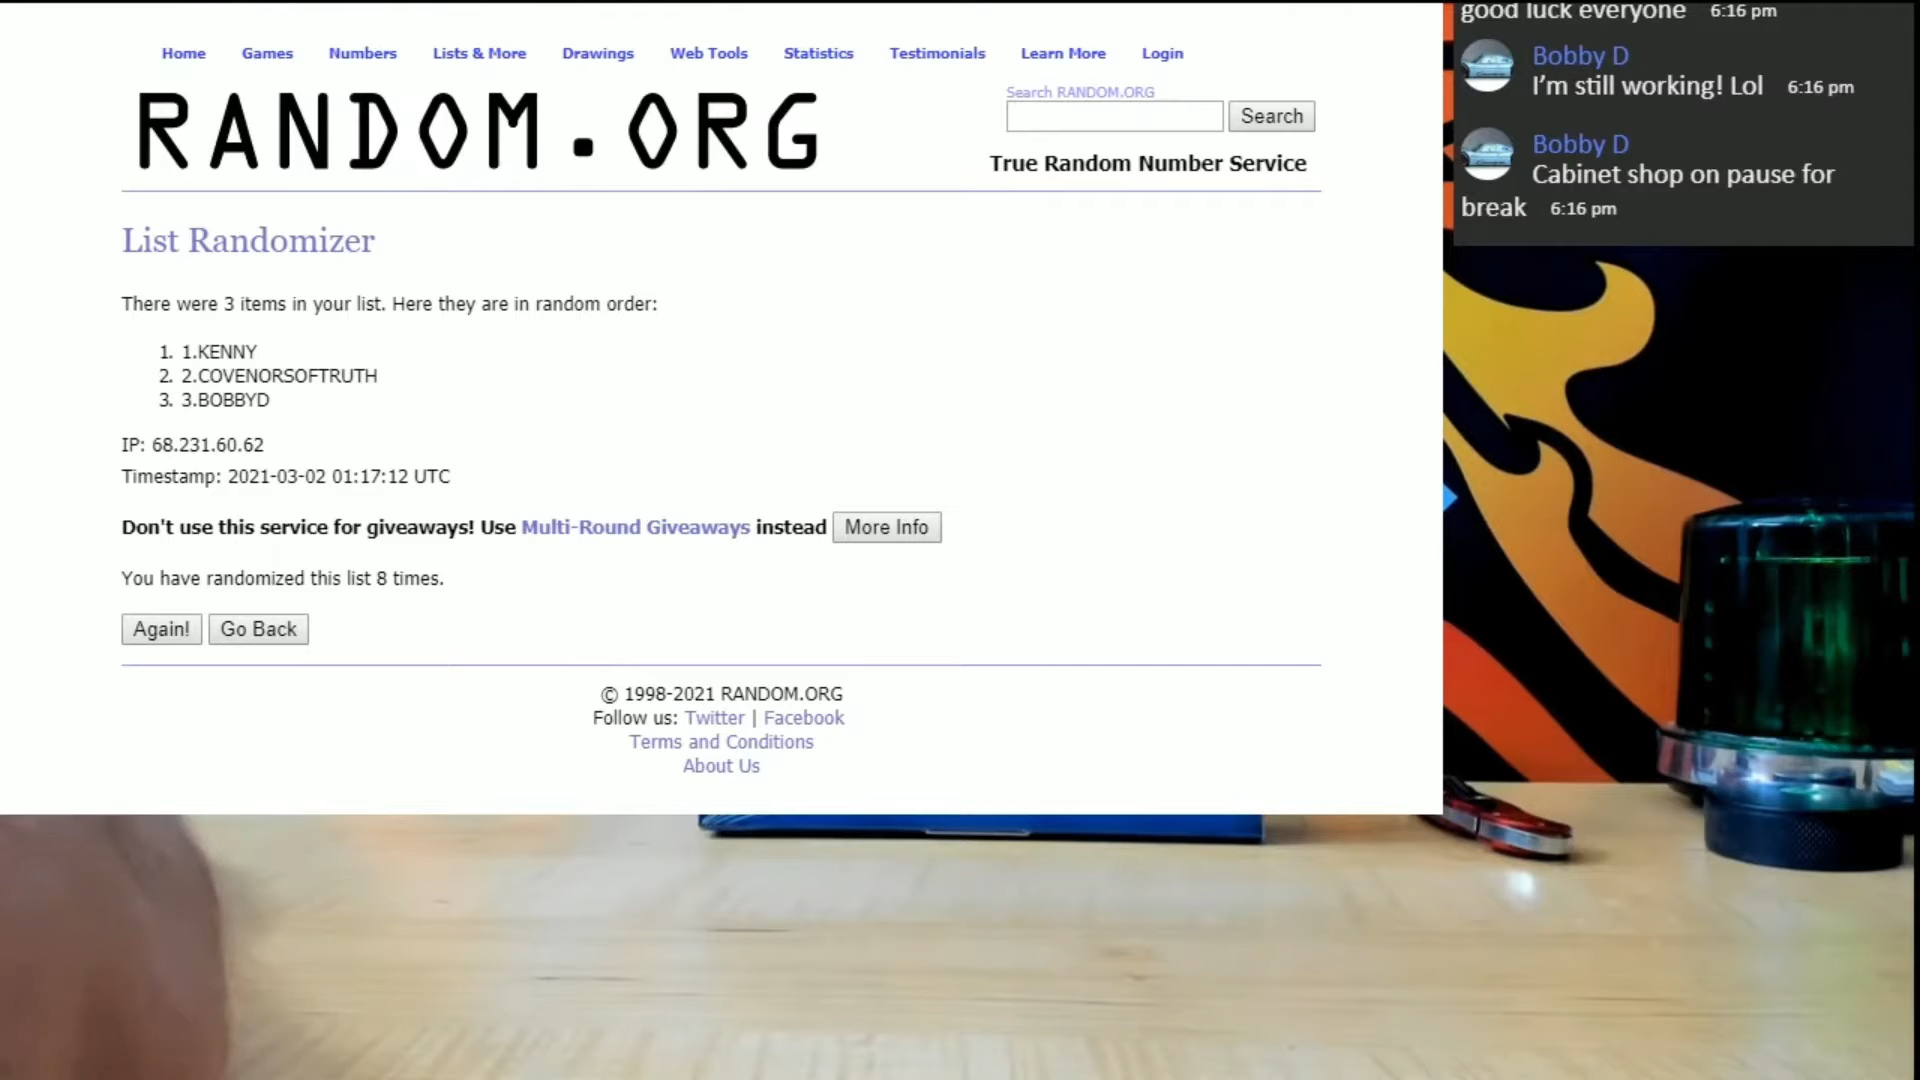 Home Games Numbers Lists & More Drawings Web Tools Statistics Testimonials Learn More Login
RANDOM.ORG
Search RANDOM.ORG
Search
True Random Number Service
List Randomizer
There were 3 items in your list. Here they are in random order:
1. 1.KENNY
2. 2.COVENORSOFTRUTH
3. 3.BOBBYD
IP: 68.231.60.62
Timestamp: 2021-03-02 01:17:12 UTC
Don't use this service for giveaways! Use Multi-Round Giveaways instead More Info
You have randomized this list 8 times.
Again! Go Back
© 1998-2021 RANDOM.ORG
Follow us: Twitter | Facebook
Terms and Conditions
About Us
good luck everyone 6:16 pm
Bobby D
I'm still working! Lol 6:16 pm
Bobby D
Cabinet shop on pause for
break 6:16 pm